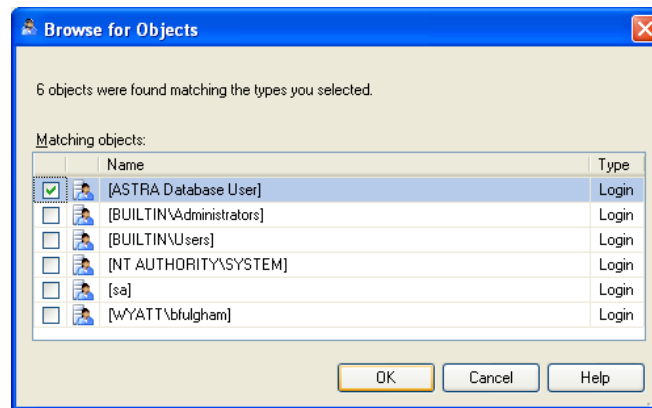 Browse for Objects
6 objects were found matching the types you selected.
Matching objects:
Name Type
[ASTRA Database User] Login
[BUILTIN\Administrators] Login
[BUILTIN\Users] Login
[NT AUTHORITY\SYSTEM] Login
[sa] Login
[WYATT\bfulgham] Login
OK Cancel Help